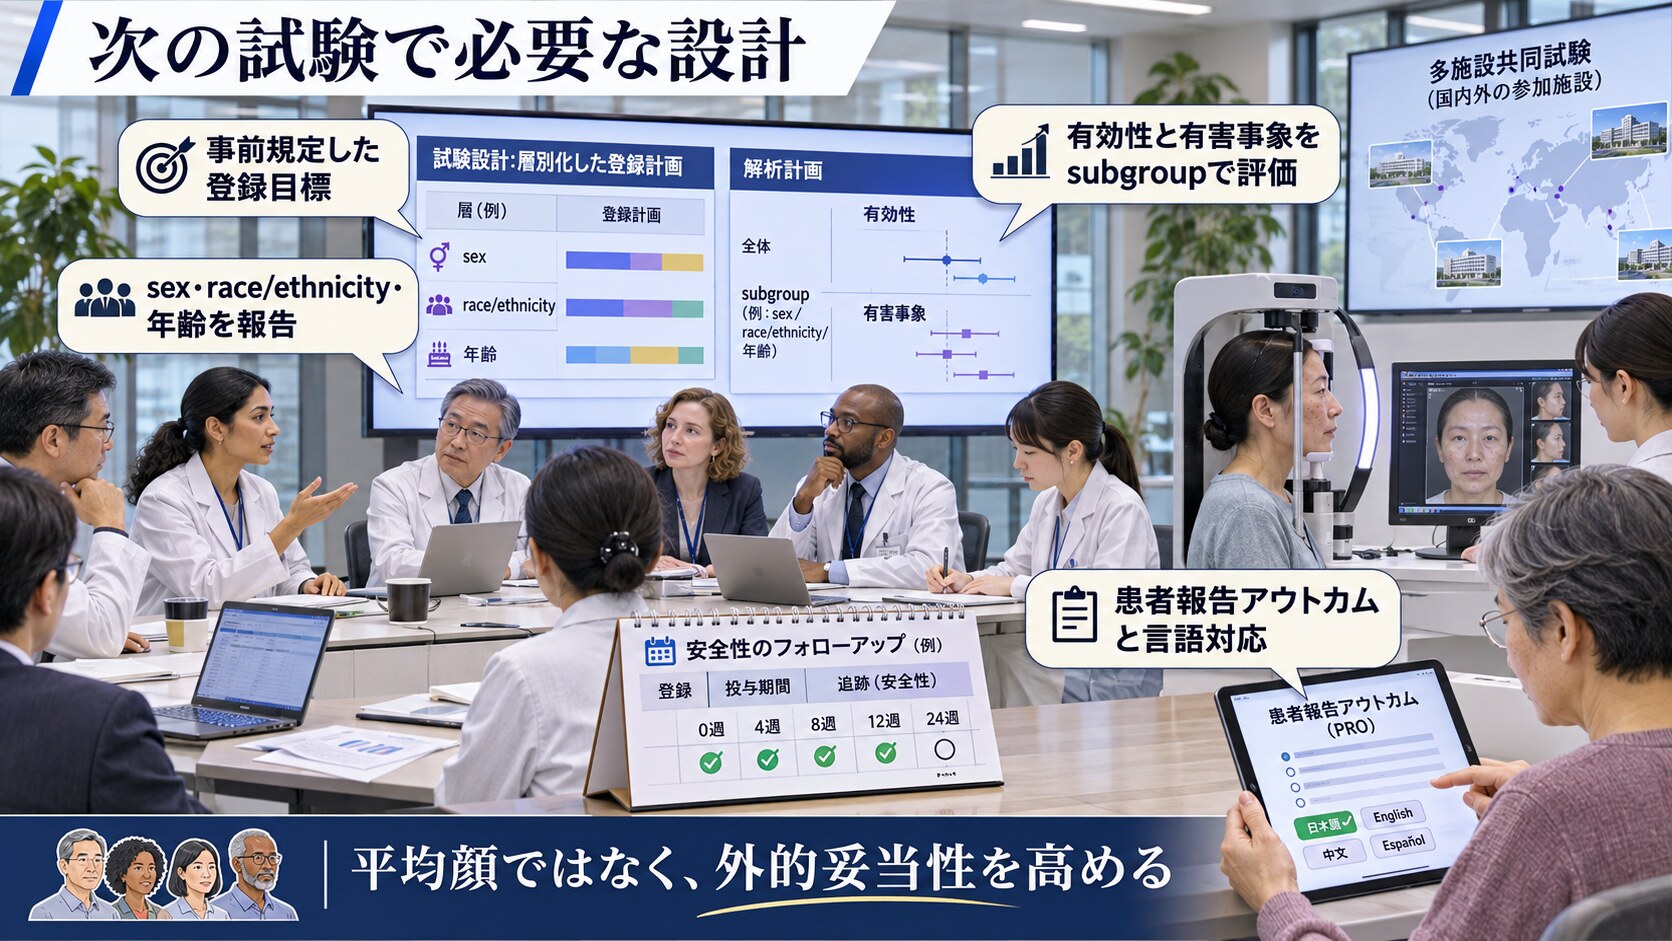 次の試験で必要な設計
事前規定した
登録目標
sex・race/ethnicity・
年齢を報告
試験設計：層別化した登録計画
層（例）
登録計画
sex
race/ethnicity
年齢
解析計画
有効性
全体
subgroup
（例：sex/
race/ethnicity/
年齢）
有害事象
有効性と有害事象を
subgroupで評価
多施設共同試験
（国内外の参加施設）
安全性のフォローアップ（例）
登録
投与期間
追跡（安全性）
0週
4週
8週
12週
24週
患者報告アウトカム
と言語対応
患者報告アウトカム
（PRO）
日本語
English
中文
Español
平均顔ではなく、外的妥当性を高める